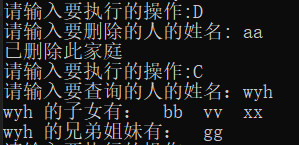 请输入要执行的操作:D
请输入要删除的人的姓名: aa
已删除此家庭
请输入要执行的操作:C
请输入要查询的人的姓名：wyh
wyh 的子女有： bb vv xx
wyh 的兄弟姐妹有： gg